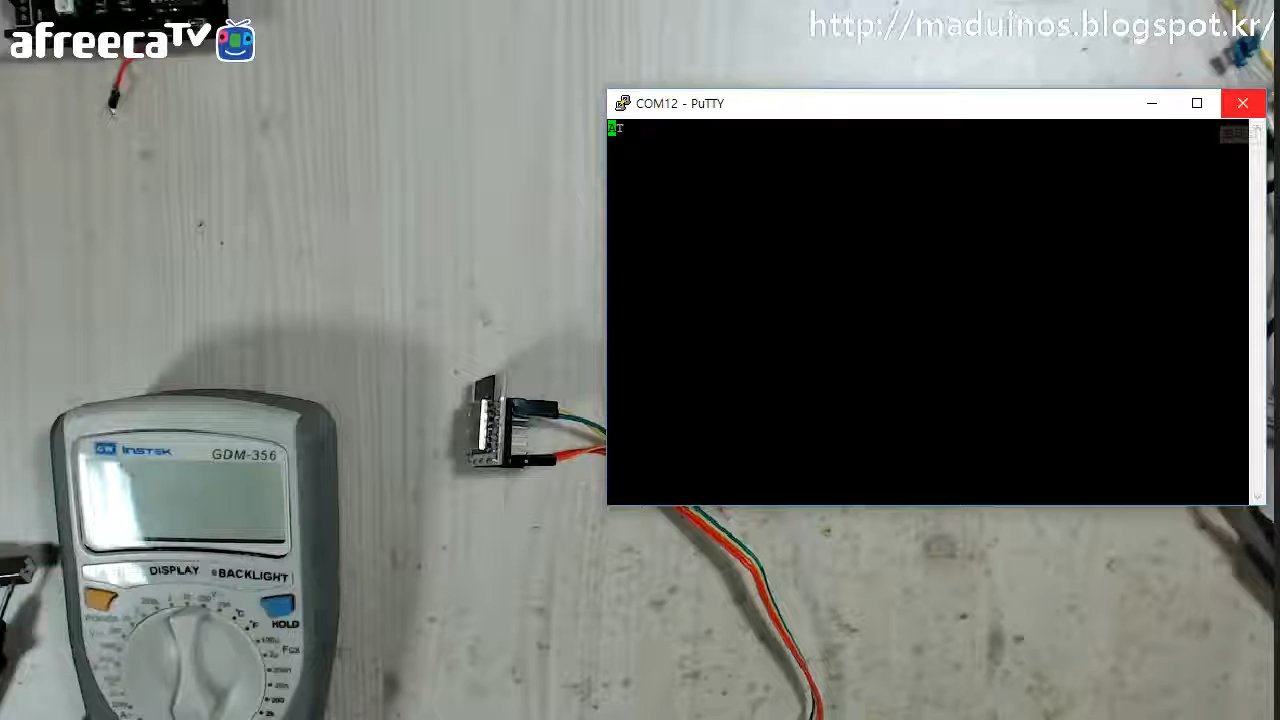 afreecaTV
http://maduinos.blogspot.kr/
COM12 - PuTTY
AT
GW INSTEK
GDM-356
DISPLAY
BACKLIGHT
HOLD
°C
°F